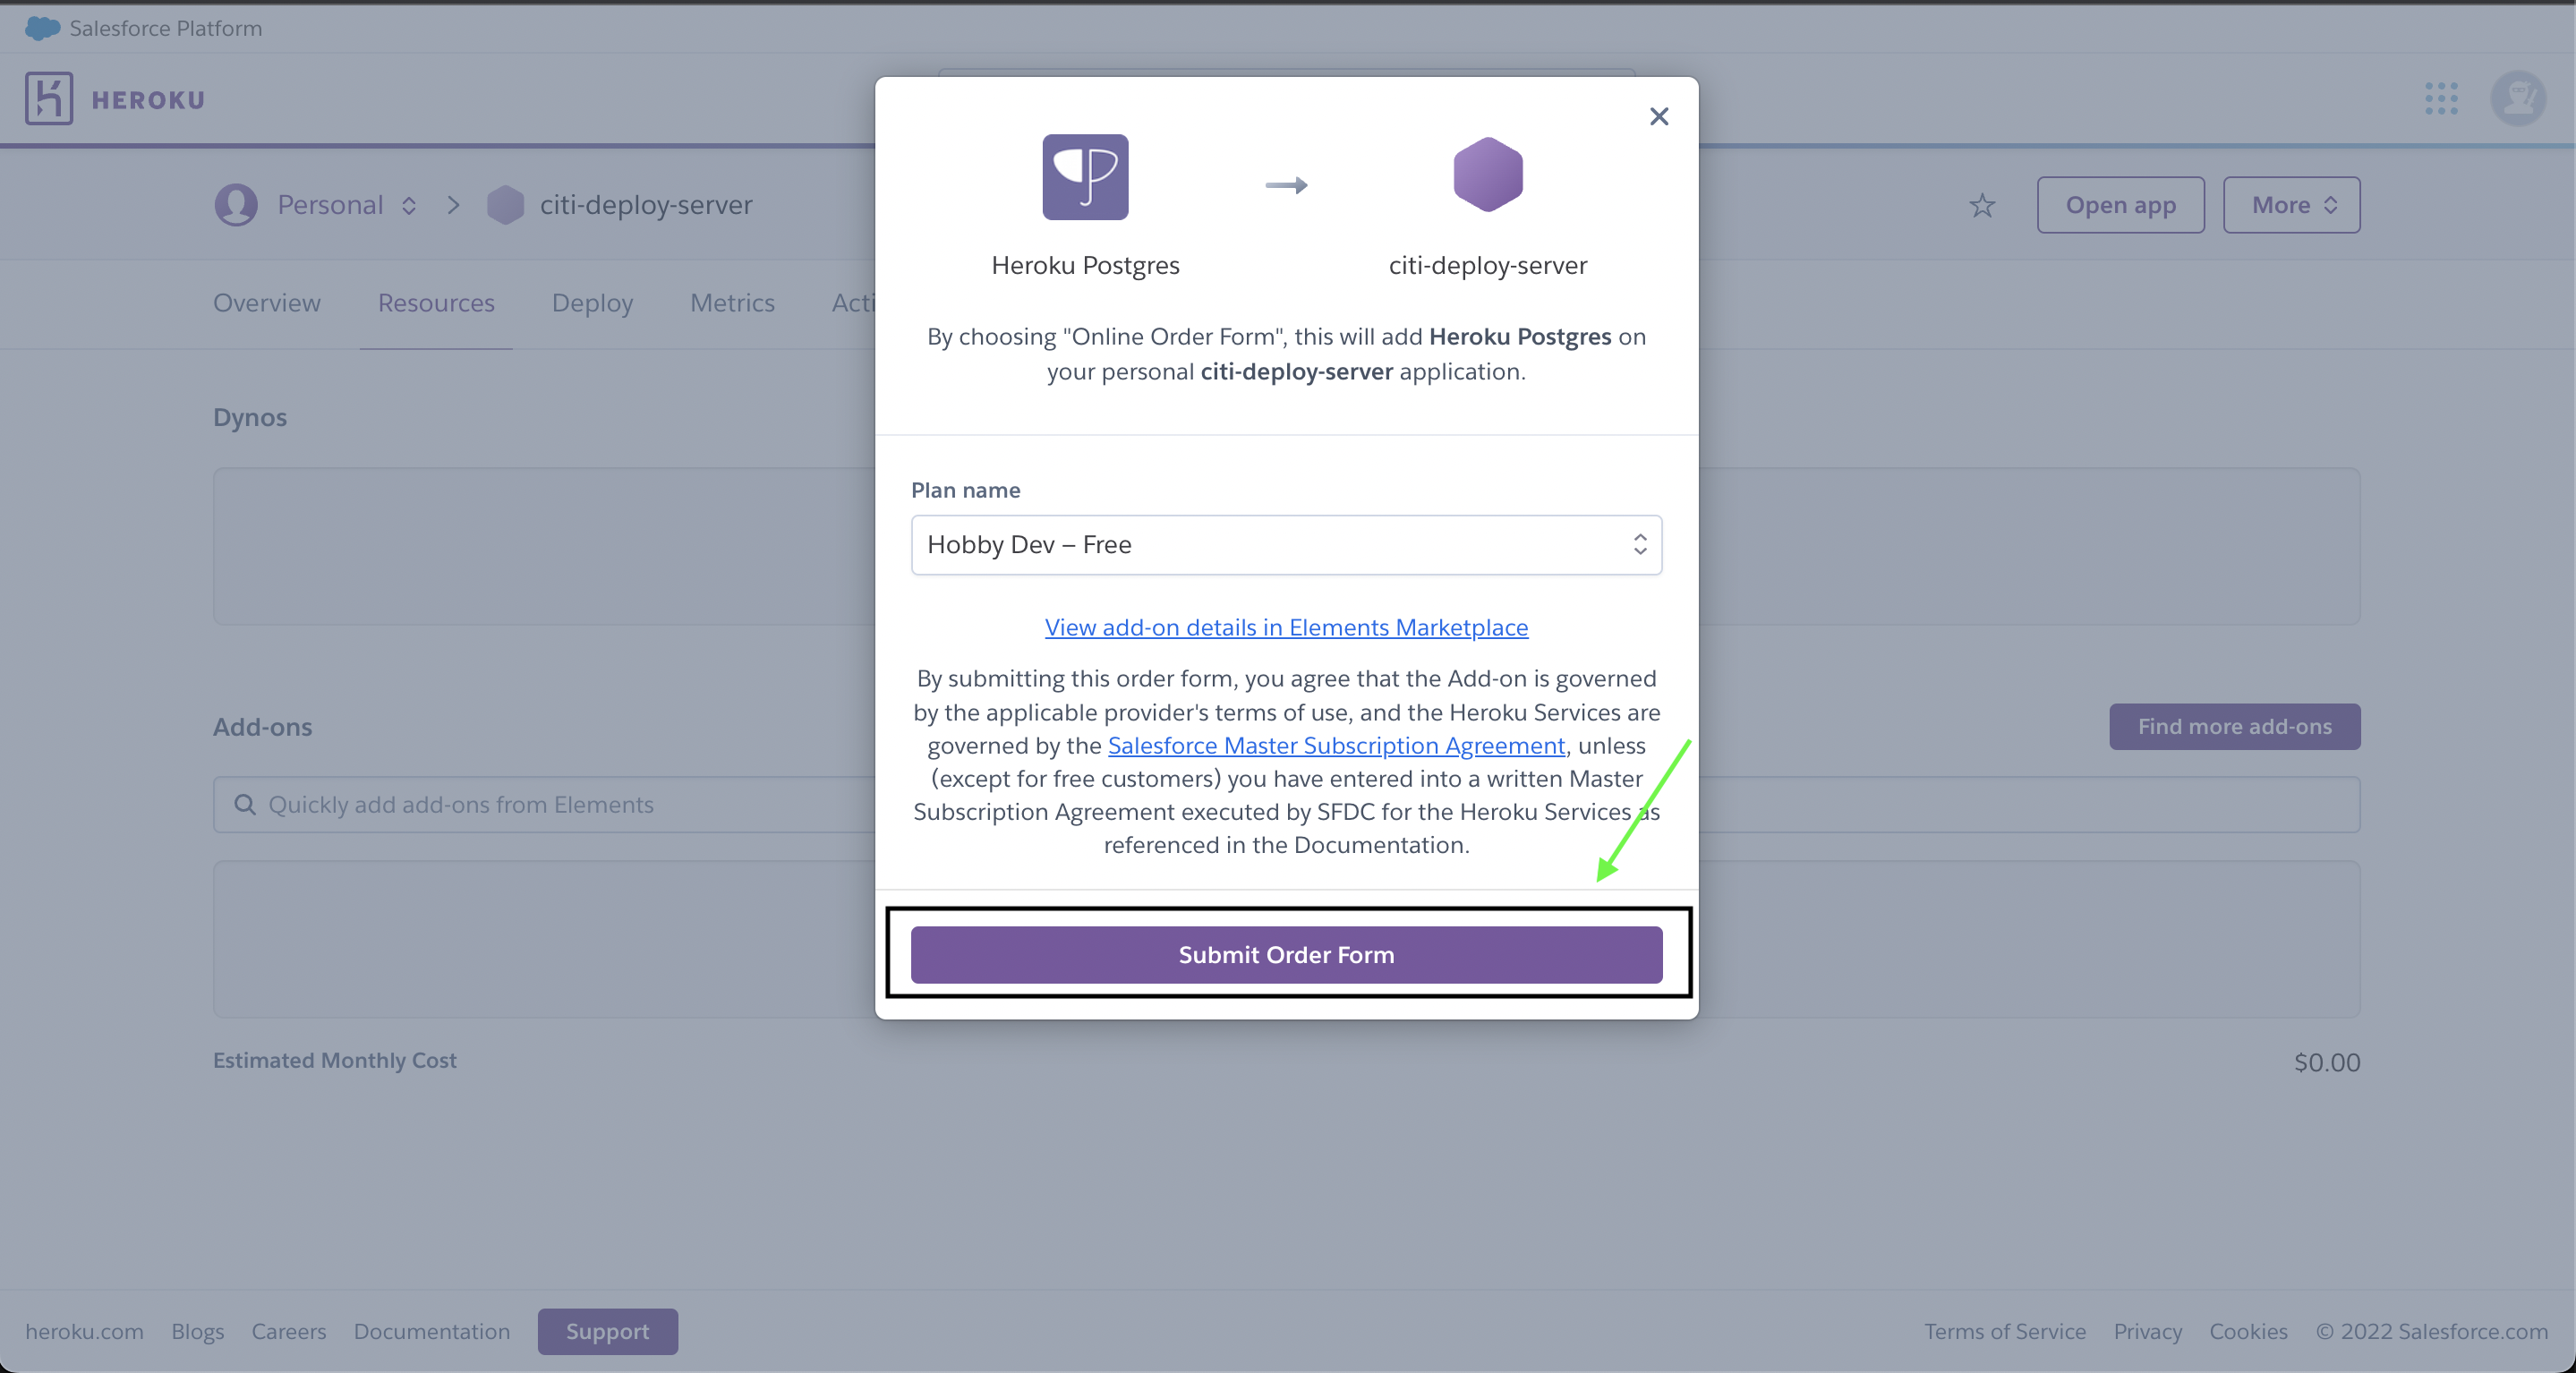 Salesforce Platform
HEROKU
Personal
citi-deploy-server
Open app
More
Overview
Resources
Deploy
Metrics
Acti
Heroku Postgres
citi-deploy-server
By choosing "Online Order Form", this will add Heroku Postgres on
your personal citi-deploy-server application.
Dynos
Plan name
Hobby Dev – Free
View add-on details in Elements Marketplace
By submitting this order form, you agree that the Add-on is governed
by the applicable provider's terms of use, and the Heroku Services are
governed by the Salesforce Master Subscription Agreement, unless
(except for free customers) you have entered into a written Master
Subscription Agreement executed by SFDC for the Heroku Services as
referenced in the Documentation.
Submit Order Form
Add-ons
Find more add-ons
Quickly add add-ons from Elements
Estimated Monthly Cost
$0.00
heroku.com
Blogs
Careers
Documentation
Support
Terms of Service
Privacy
Cookies
© 2022 Salesforce.com